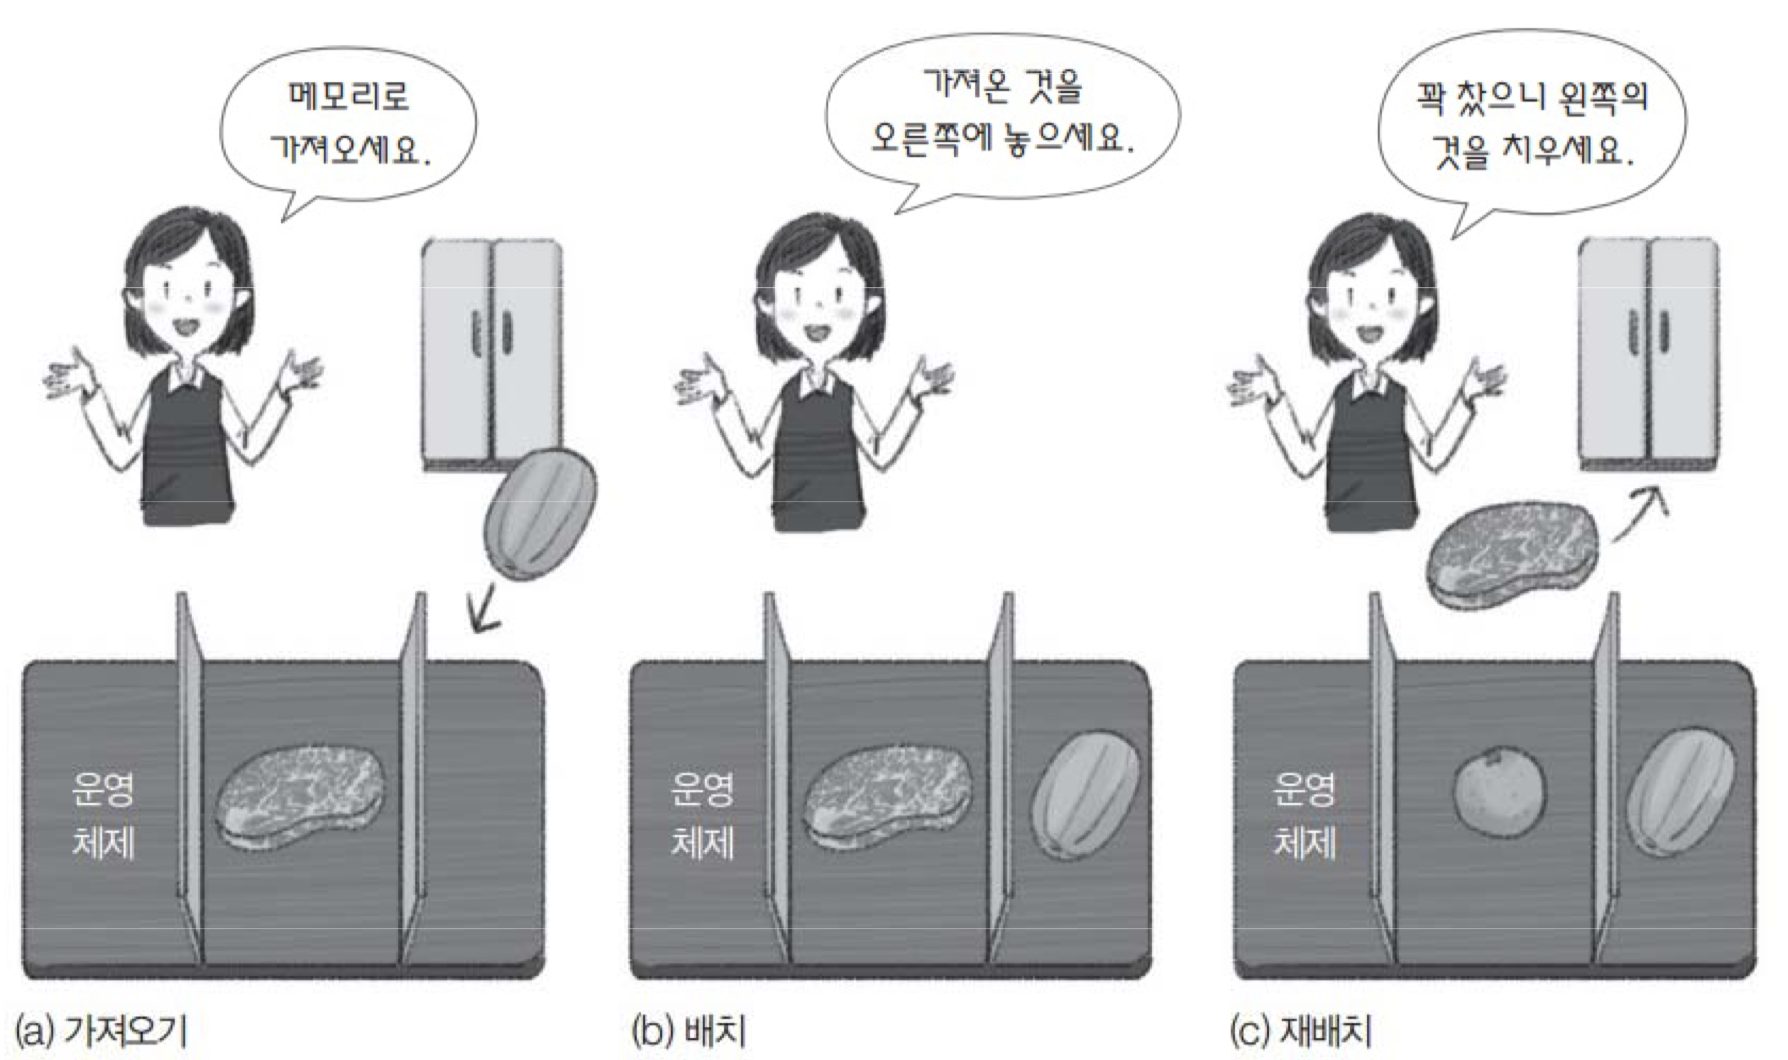 메모리로
가져오세요.
가져온 것을
오른쪽에 놓으세요.
꽉 찼으니 왼쪽의
것을 치우세요.
운영
체제
운영
체제
운영
체제
(a) 가져오기
(b) 배치
(c) 재배치